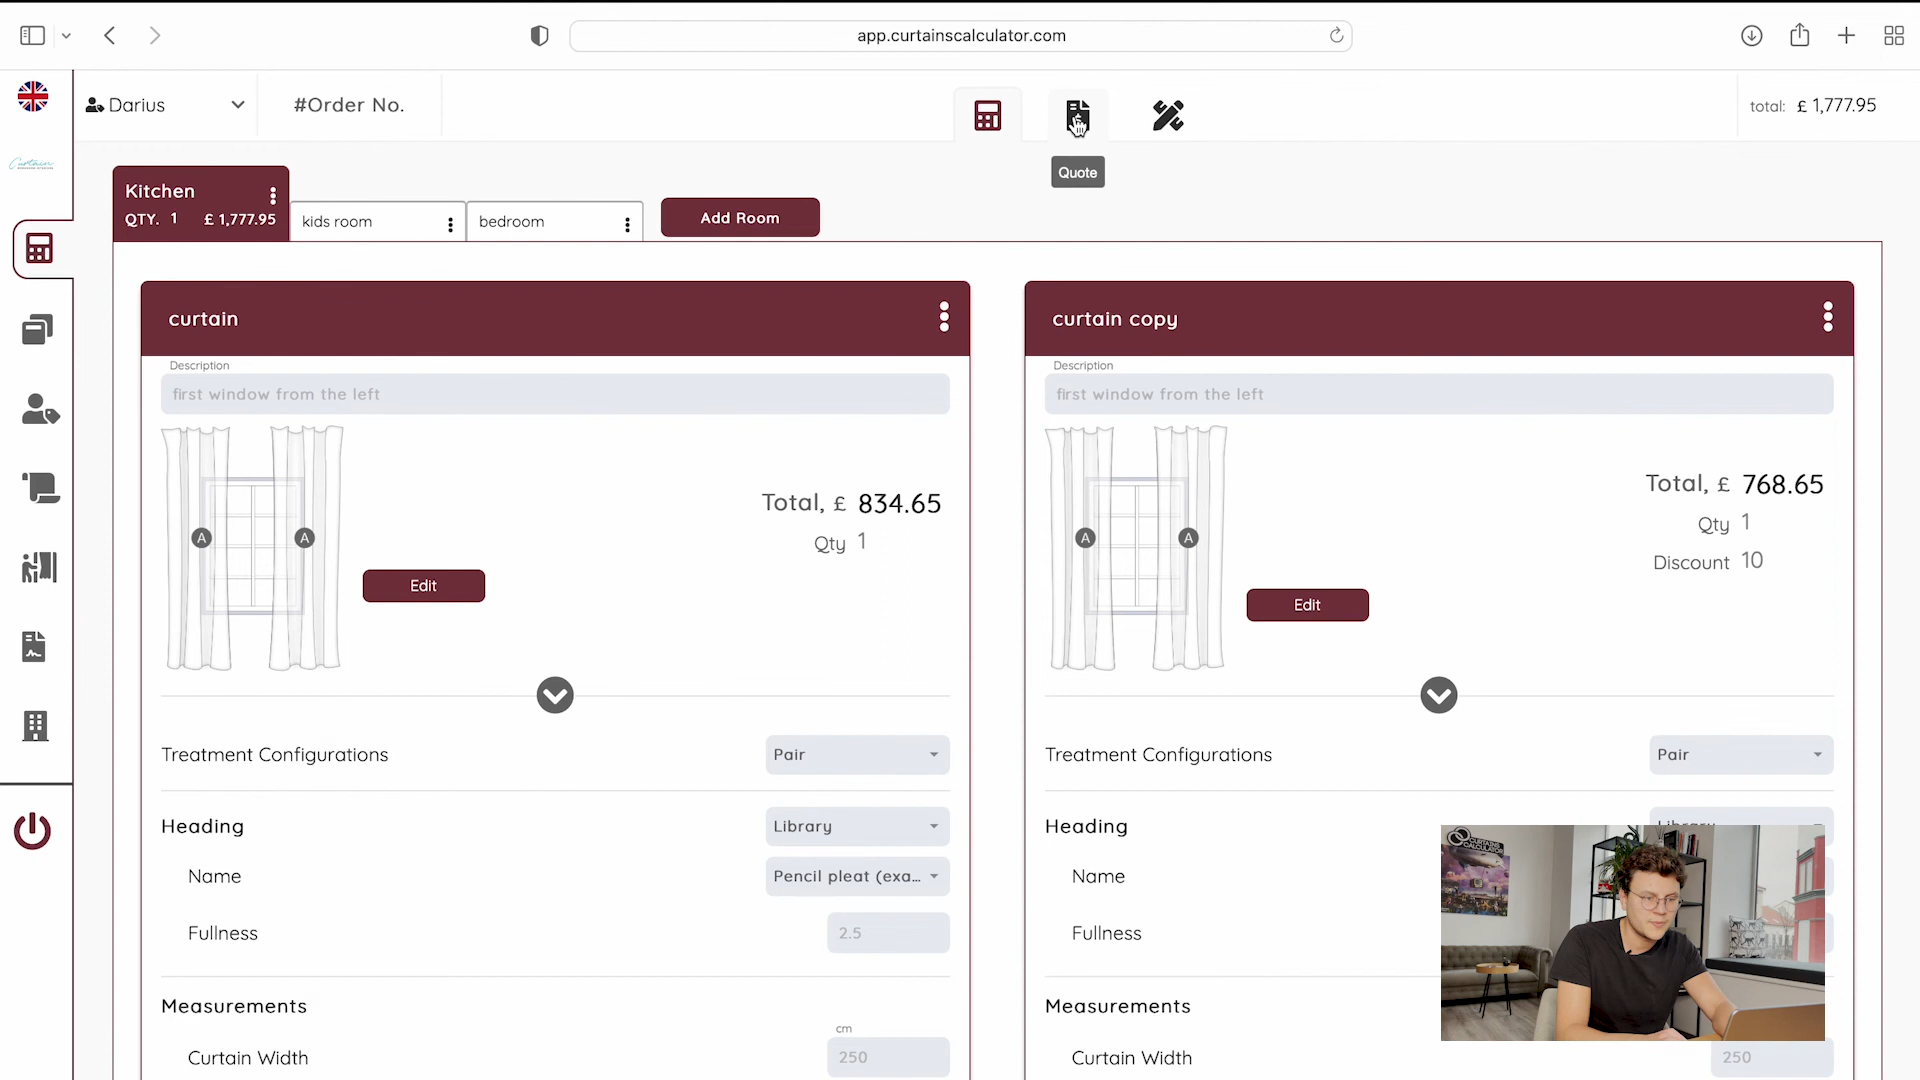 app.curtainscalculator.com
Darius
#Order No.
total: £ 1,777.95
Quote
Kitchen
QTY. 1 £ 1,777.95
kids room
bedroom
Add Room
Curtain
curtain
Description
first window from the left
A
A
Total, £ 834.65
Qty 1
Edit
Treatment Configurations
Pair
Heading
Library
Name
Pencil pleat (exa...
Fullness
2.5
Measurements
cm
Curtain Width
250
curtain copy
Description
first window from the left
A
A
Total, £ 768.65
Qty 1
Discount 10
Edit
Treatment Configurations
Pair
Heading
Library
Name
Fullness
Measurements
Curtain Width
250
CURTAINS
CALCULATOR